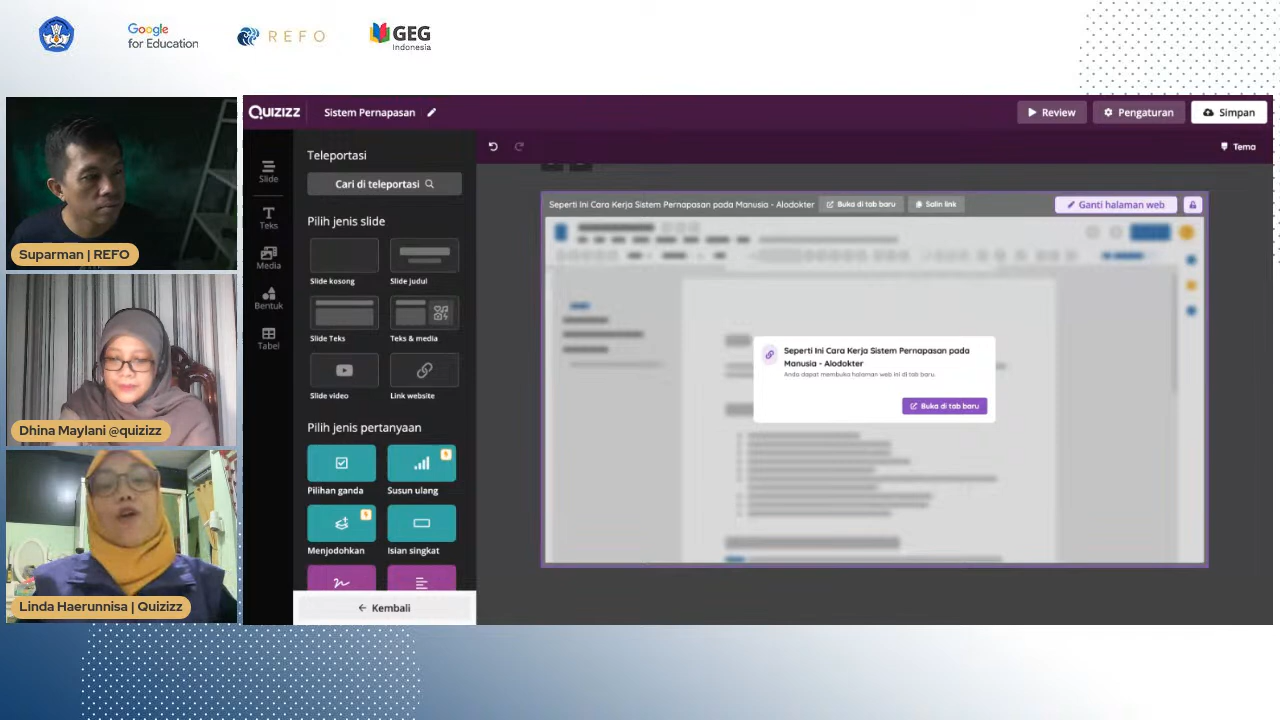 Google
for Education
REFO
GEG
Indonesia
Suparman | REFO
Dhina Maylani @quizizz
Linda Haerunnisa | Quizizz
QUIZIZZ
Sistem Pernapasan
Review
Pengaturan
Simpan
Slide
Teks
Media
Bentuk
Tabel
Teleportasi
Cari di teleportasi
Pilih jenis slide
Slide kosong
Slide judul
Slide Teks
Teks & media
Slide video
Link website
Pilih jenis pertanyaan
Pilihan ganda
Susun ulang
Menjodohkan
Isian singkat
Kembali
Tema
Seperti Ini Cara Kerja Sistem Pernapasan pada Manusia - Alodokter
Buka di tab baru
Salin link
Ganti halaman web
Seperti Ini Cara Kerja Sistem Pernapasan pada
Manusia - Alodokter
Anda dapat membuka halaman web ini di tab baru.
Buka di tab baru